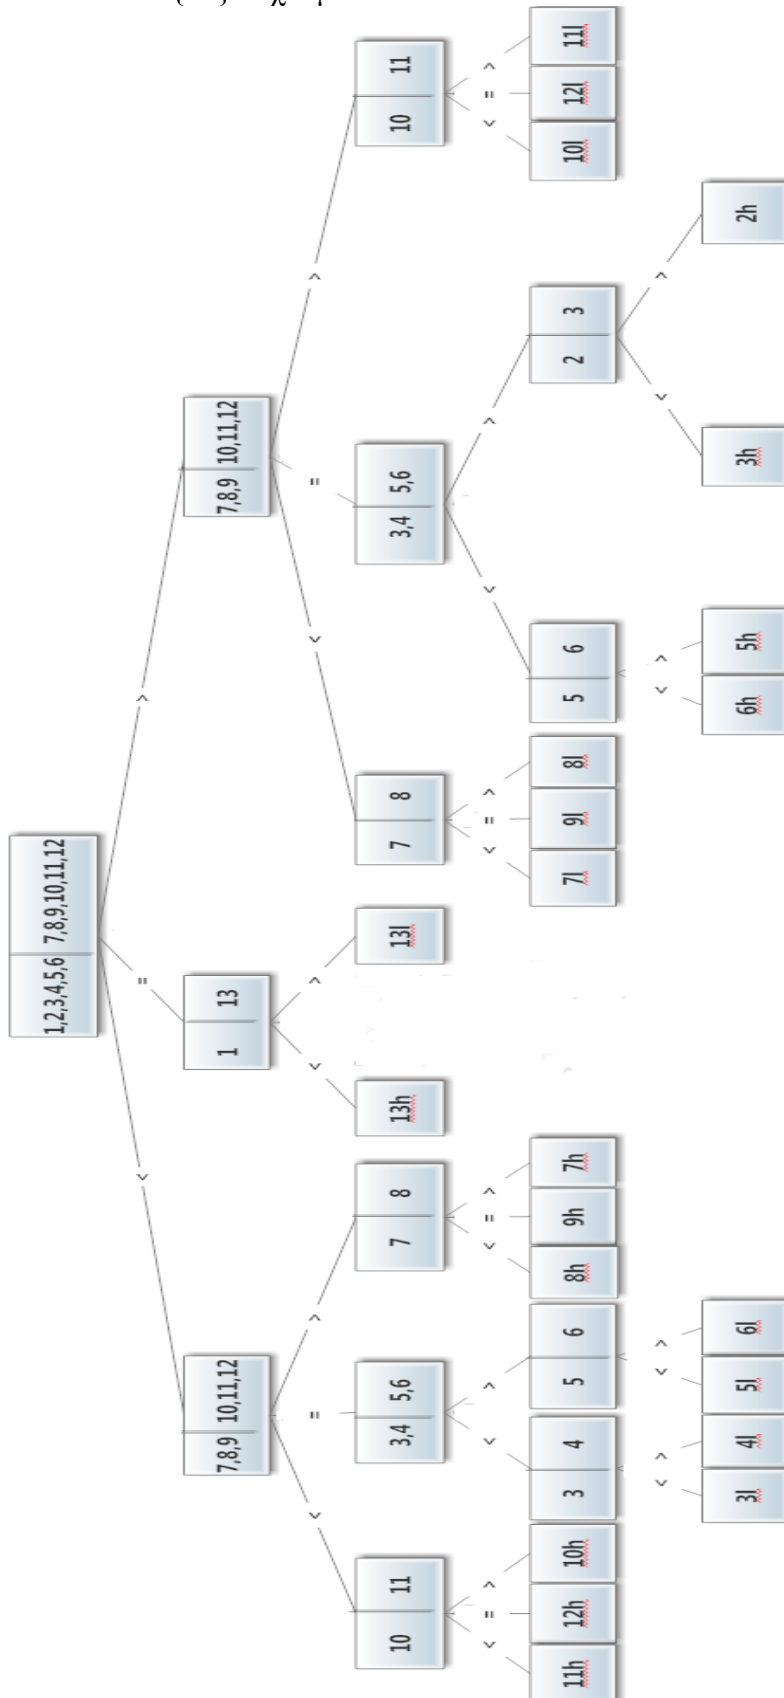 1,2,3,4,5,6 7,8,9,10,11,12
< = >
7,8,9 10,11,12 1 13 7,8,9 10,11,12
< = > < > < = >
10 11 3,4 5,6 7 8 13h 13l 7 8 3,4 5,6 10 11
< = > < > < = > < = > < > < = >
11h 12h 10h 3 4 5 6 8h 9h 7h 7l 9l 8l 5 6 2 3 10l 12l 11l
< > < > < > < >
3l 4l 5l 6l 6h 5h 3h 2h